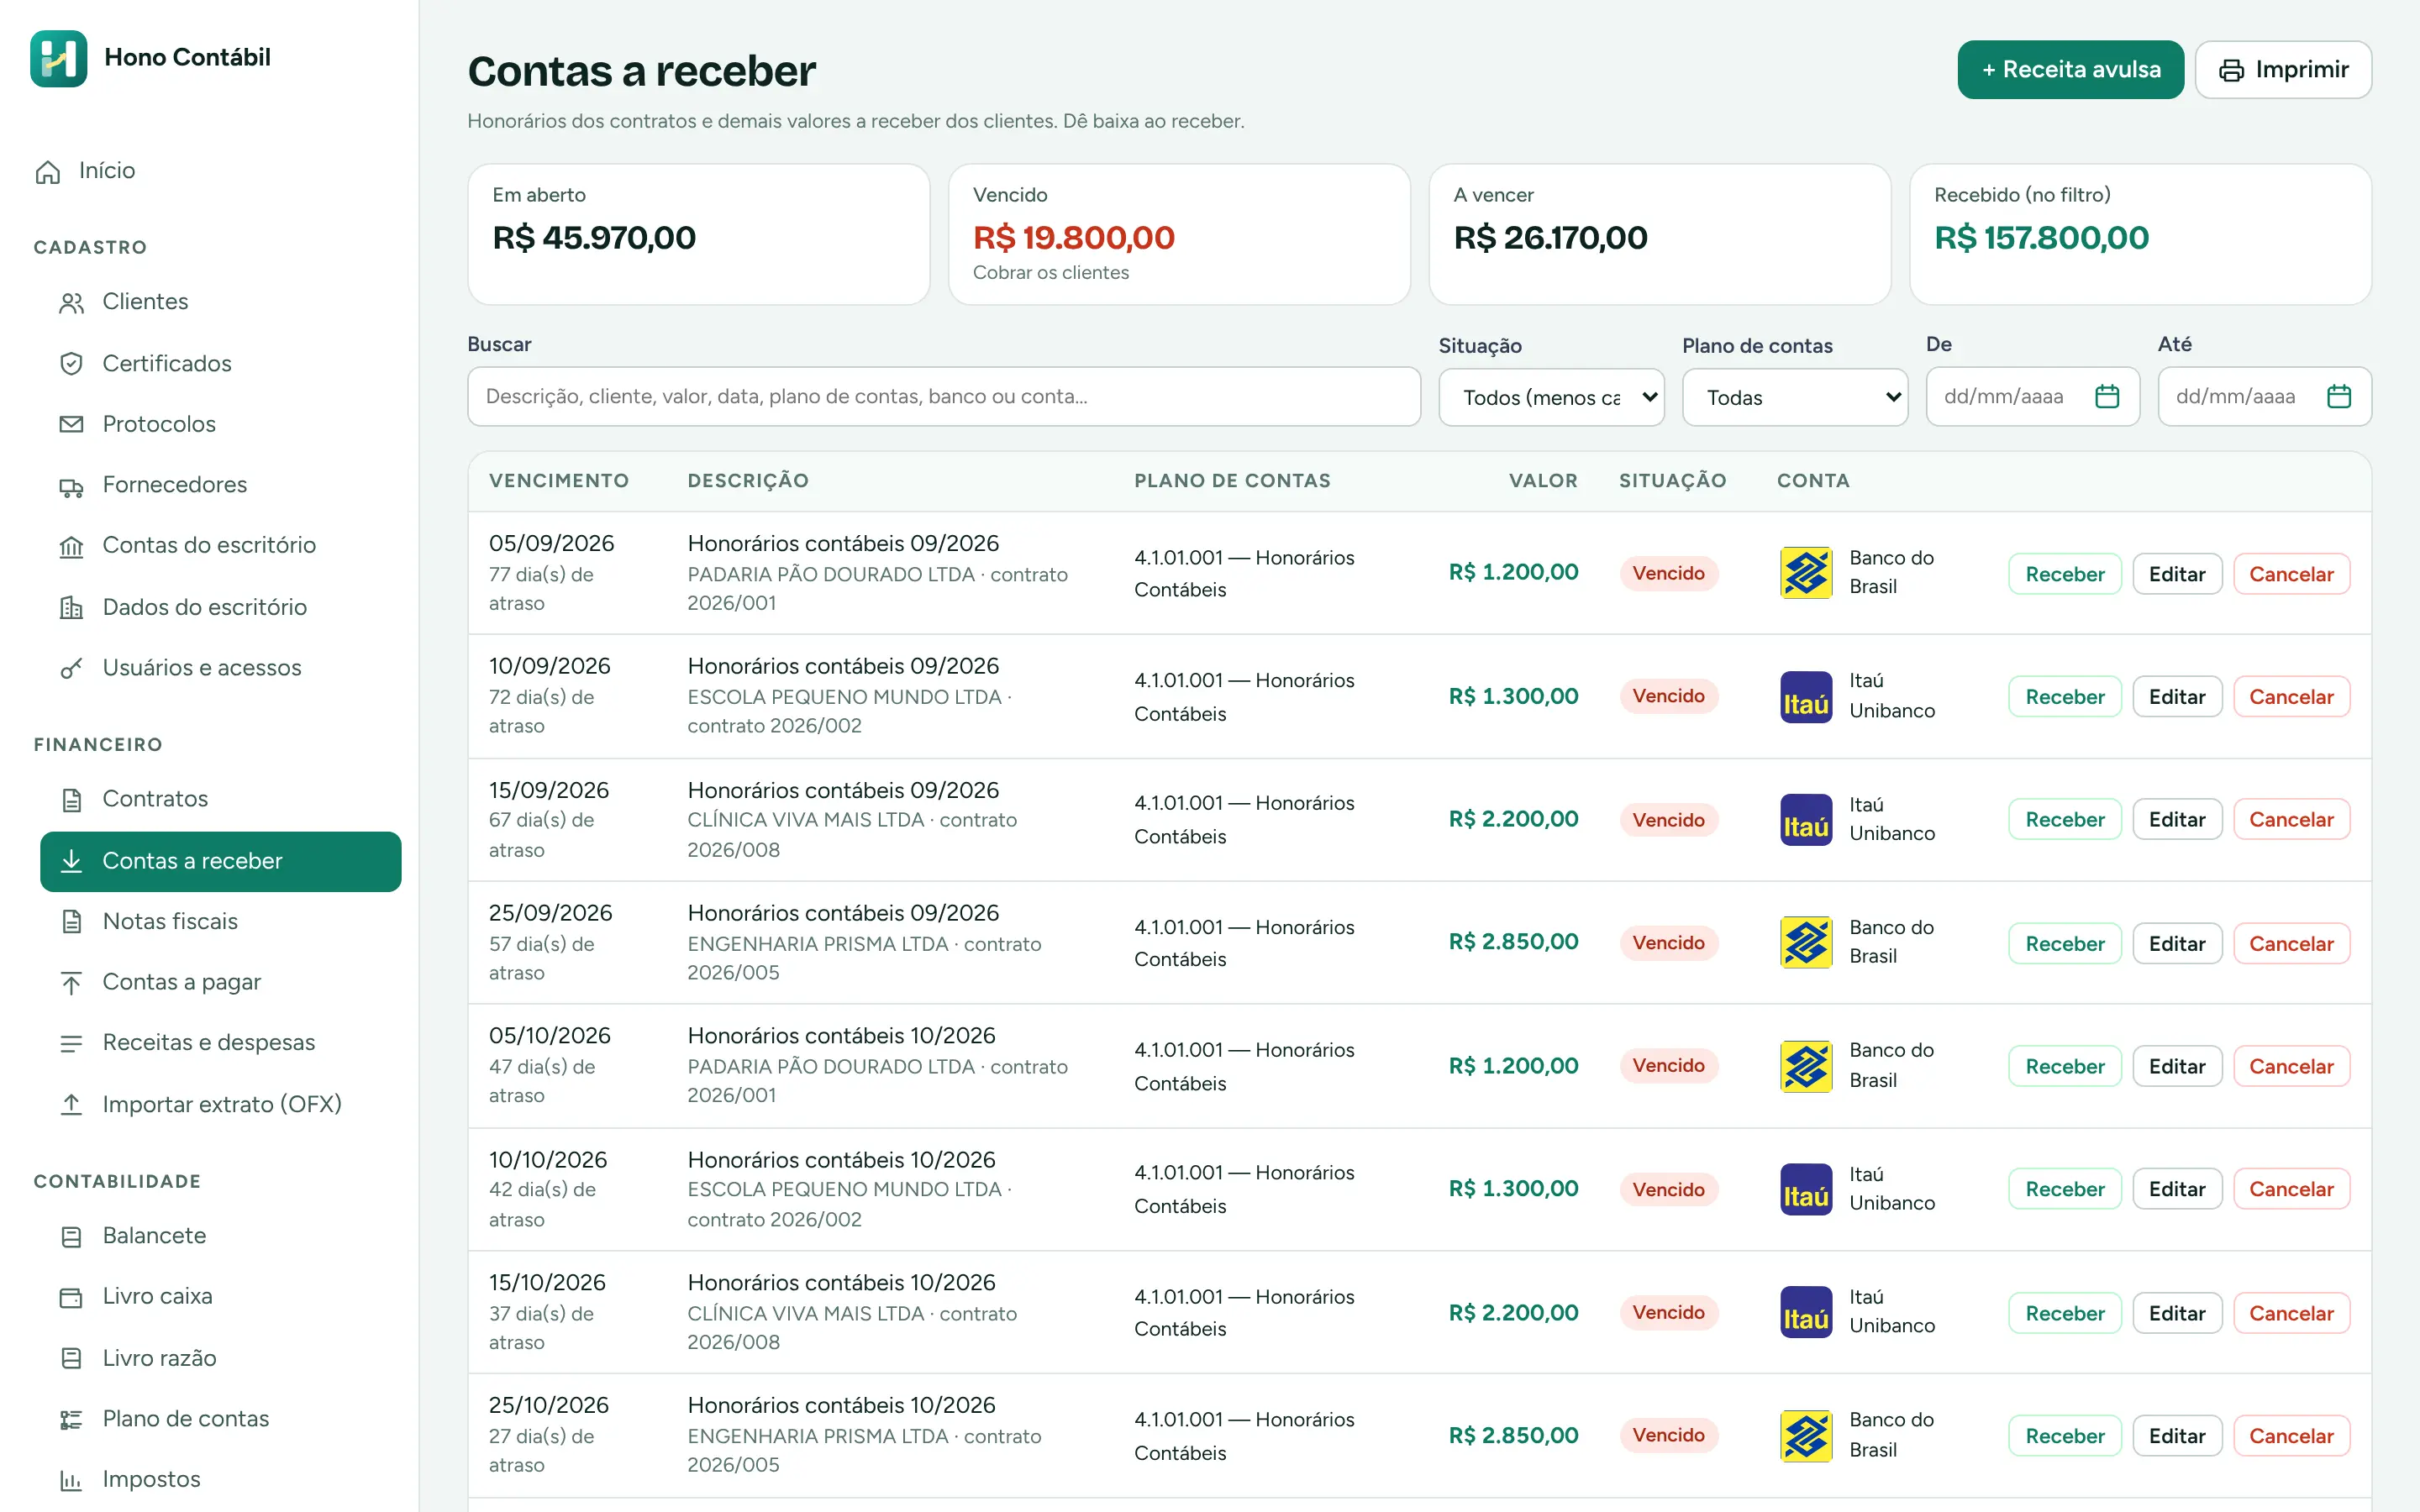 Hono Contábil
Início
CADASTRO
Clientes
Certificados
Protocolos
Fornecedores
Contas do escritório
Dados do escritório
Usuários e acessos
FINANCEIRO
Contratos
Contas a receber
Notas fiscais
Contas a pagar
Receitas e despesas
Importar extrato (OFX)
CONTABILIDADE
Balancete
Livro caixa
Livro razão
Plano de contas
Impostos
Contas a receber
Honorários dos contratos e demais valores a receber dos clientes. Dê baixa ao receber.
+ Receita avulsa
Imprimir
Em aberto
R$ 45.970,00
Vencido
R$ 19.800,00
Cobrar os clientes
A vencer
R$ 26.170,00
Recebido (no filtro)
R$ 157.800,00
Buscar
Descrição, cliente, valor, data, plano de contas, banco ou conta...
Situação
Todos (menos ca
Plano de contas
Todas
De
dd/mm/aaaa
Até
dd/mm/aaaa
VENCIMENTO DESCRIÇÃO PLANO DE CONTAS VALOR SITUAÇÃO CONTA
05/09/2026
77 dia(s) de
atraso
Honorários contábeis 09/2026
PADARIA PÃO DOURADO LTDA · contrato
2026/001
4.1.01.001 — Honorários
Contábeis
R$ 1.200,00
Vencido
Banco do
Brasil
Receber Editar Cancelar
10/09/2026
72 dia(s) de
atraso
Honorários contábeis 09/2026
ESCOLA PEQUENO MUNDO LTDA ·
contrato 2026/002
4.1.01.001 — Honorários
Contábeis
R$ 1.300,00
Vencido
Itaú
Itaú
Unibanco
Receber Editar Cancelar
15/09/2026
67 dia(s) de
atraso
Honorários contábeis 09/2026
CLÍNICA VIVA MAIS LTDA · contrato
2026/008
4.1.01.001 — Honorários
Contábeis
R$ 2.200,00
Vencido
Itaú
Itaú
Unibanco
Receber Editar Cancelar
25/09/2026
57 dia(s) de
atraso
Honorários contábeis 09/2026
ENGENHARIA PRISMA LTDA · contrato
2026/005
4.1.01.001 — Honorários
Contábeis
R$ 2.850,00
Vencido
Banco do
Brasil
Receber Editar Cancelar
05/10/2026
47 dia(s) de
atraso
Honorários contábeis 10/2026
PADARIA PÃO DOURADO LTDA · contrato
2026/001
4.1.01.001 — Honorários
Contábeis
R$ 1.200,00
Vencido
Banco do
Brasil
Receber Editar Cancelar
10/10/2026
42 dia(s) de
atraso
Honorários contábeis 10/2026
ESCOLA PEQUENO MUNDO LTDA ·
contrato 2026/002
4.1.01.001 — Honorários
Contábeis
R$ 1.300,00
Vencido
Itaú
Itaú
Unibanco
Receber Editar Cancelar
15/10/2026
37 dia(s) de
atraso
Honorários contábeis 10/2026
CLÍNICA VIVA MAIS LTDA · contrato
2026/008
4.1.01.001 — Honorários
Contábeis
R$ 2.200,00
Vencido
Itaú
Itaú
Unibanco
Receber Editar Cancelar
25/10/2026
27 dia(s) de
atraso
Honorários contábeis 10/2026
ENGENHARIA PRISMA LTDA · contrato
2026/005
4.1.01.001 — Honorários
Contábeis
R$ 2.850,00
Vencido
Banco do
Brasil
Receber Editar Cancelar